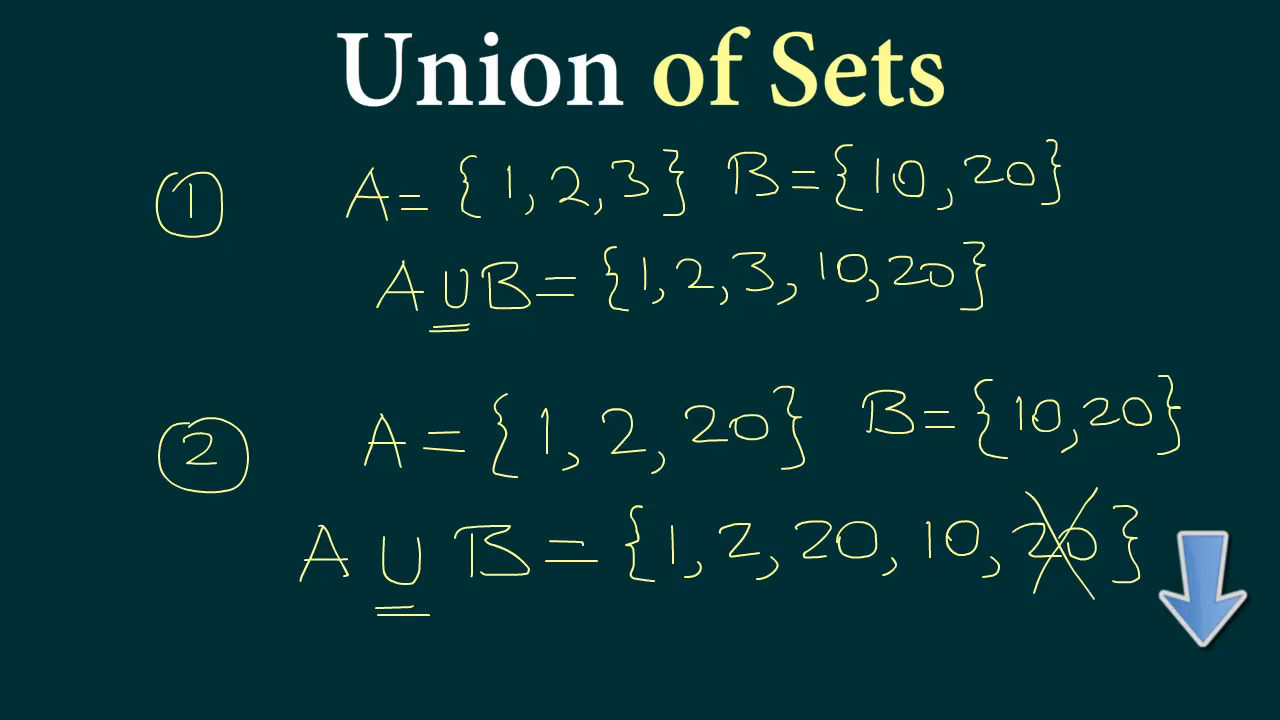 Union of Sets
① A = {1, 2, 3} B = {10, 20}
A ∪ B = {1, 2, 3, 10, 20}
② A = {1, 2, 20} B = {10, 20}
A ∪ B = {1, 2, 20, 10, 20}